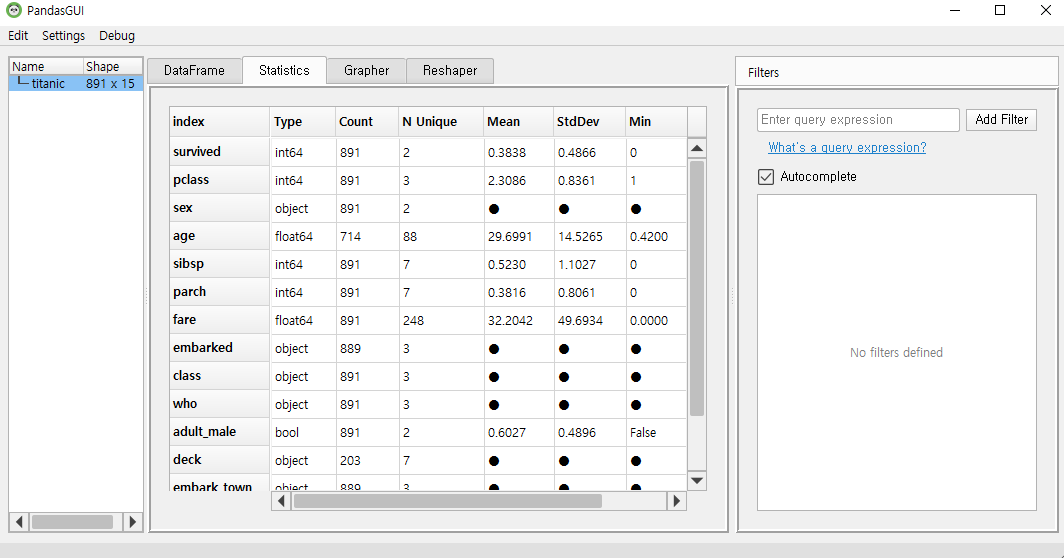 PandasGUI
Edit Settings Debug
Name Shape
titanic 891 x 15
DataFrame Statistics Grapher Reshaper
index Type Count N Unique Mean StdDev Min
survived int64 891 2 0.3838 0.4866 0
pclass int64 891 3 2.3086 0.8361 1
sex object 891 2 ● ● ●
age float64 714 88 29.6991 14.5265 0.4200
sibsp int64 891 7 0.5230 1.1027 0
parch int64 891 7 0.3816 0.8061 0
fare float64 891 248 32.2042 49.6934 0.0000
embarked object 889 3 ● ● ●
class object 891 3 ● ● ●
who object 891 3 ● ● ●
adult_male bool 891 2 0.6027 0.4896 False
deck object 203 7 ● ● ●
embark_town object 889 3 ● ● ●
Filters
Enter query expression Add Filter
What's a query expression?
Autocomplete
No filters defined